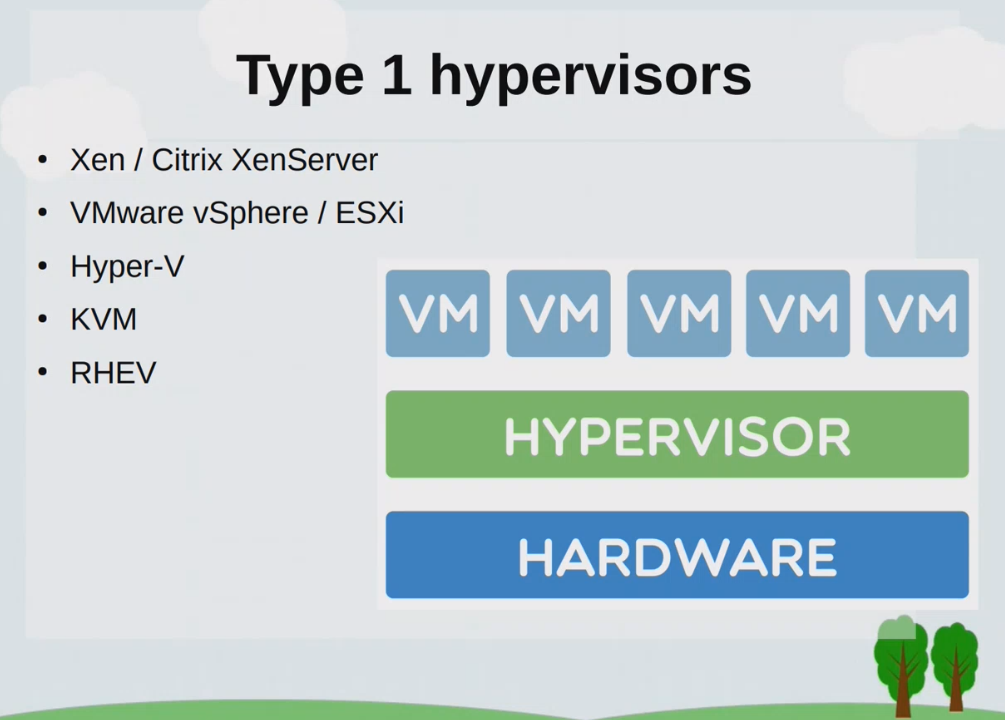 Type 1 hypervisors
• Xen / Citrix XenServer
• VMware vSphere / ESXi
• Hyper-V
• KVM
• RHEV
VM VM VM VM VM
HYPERVISOR
HARDWARE